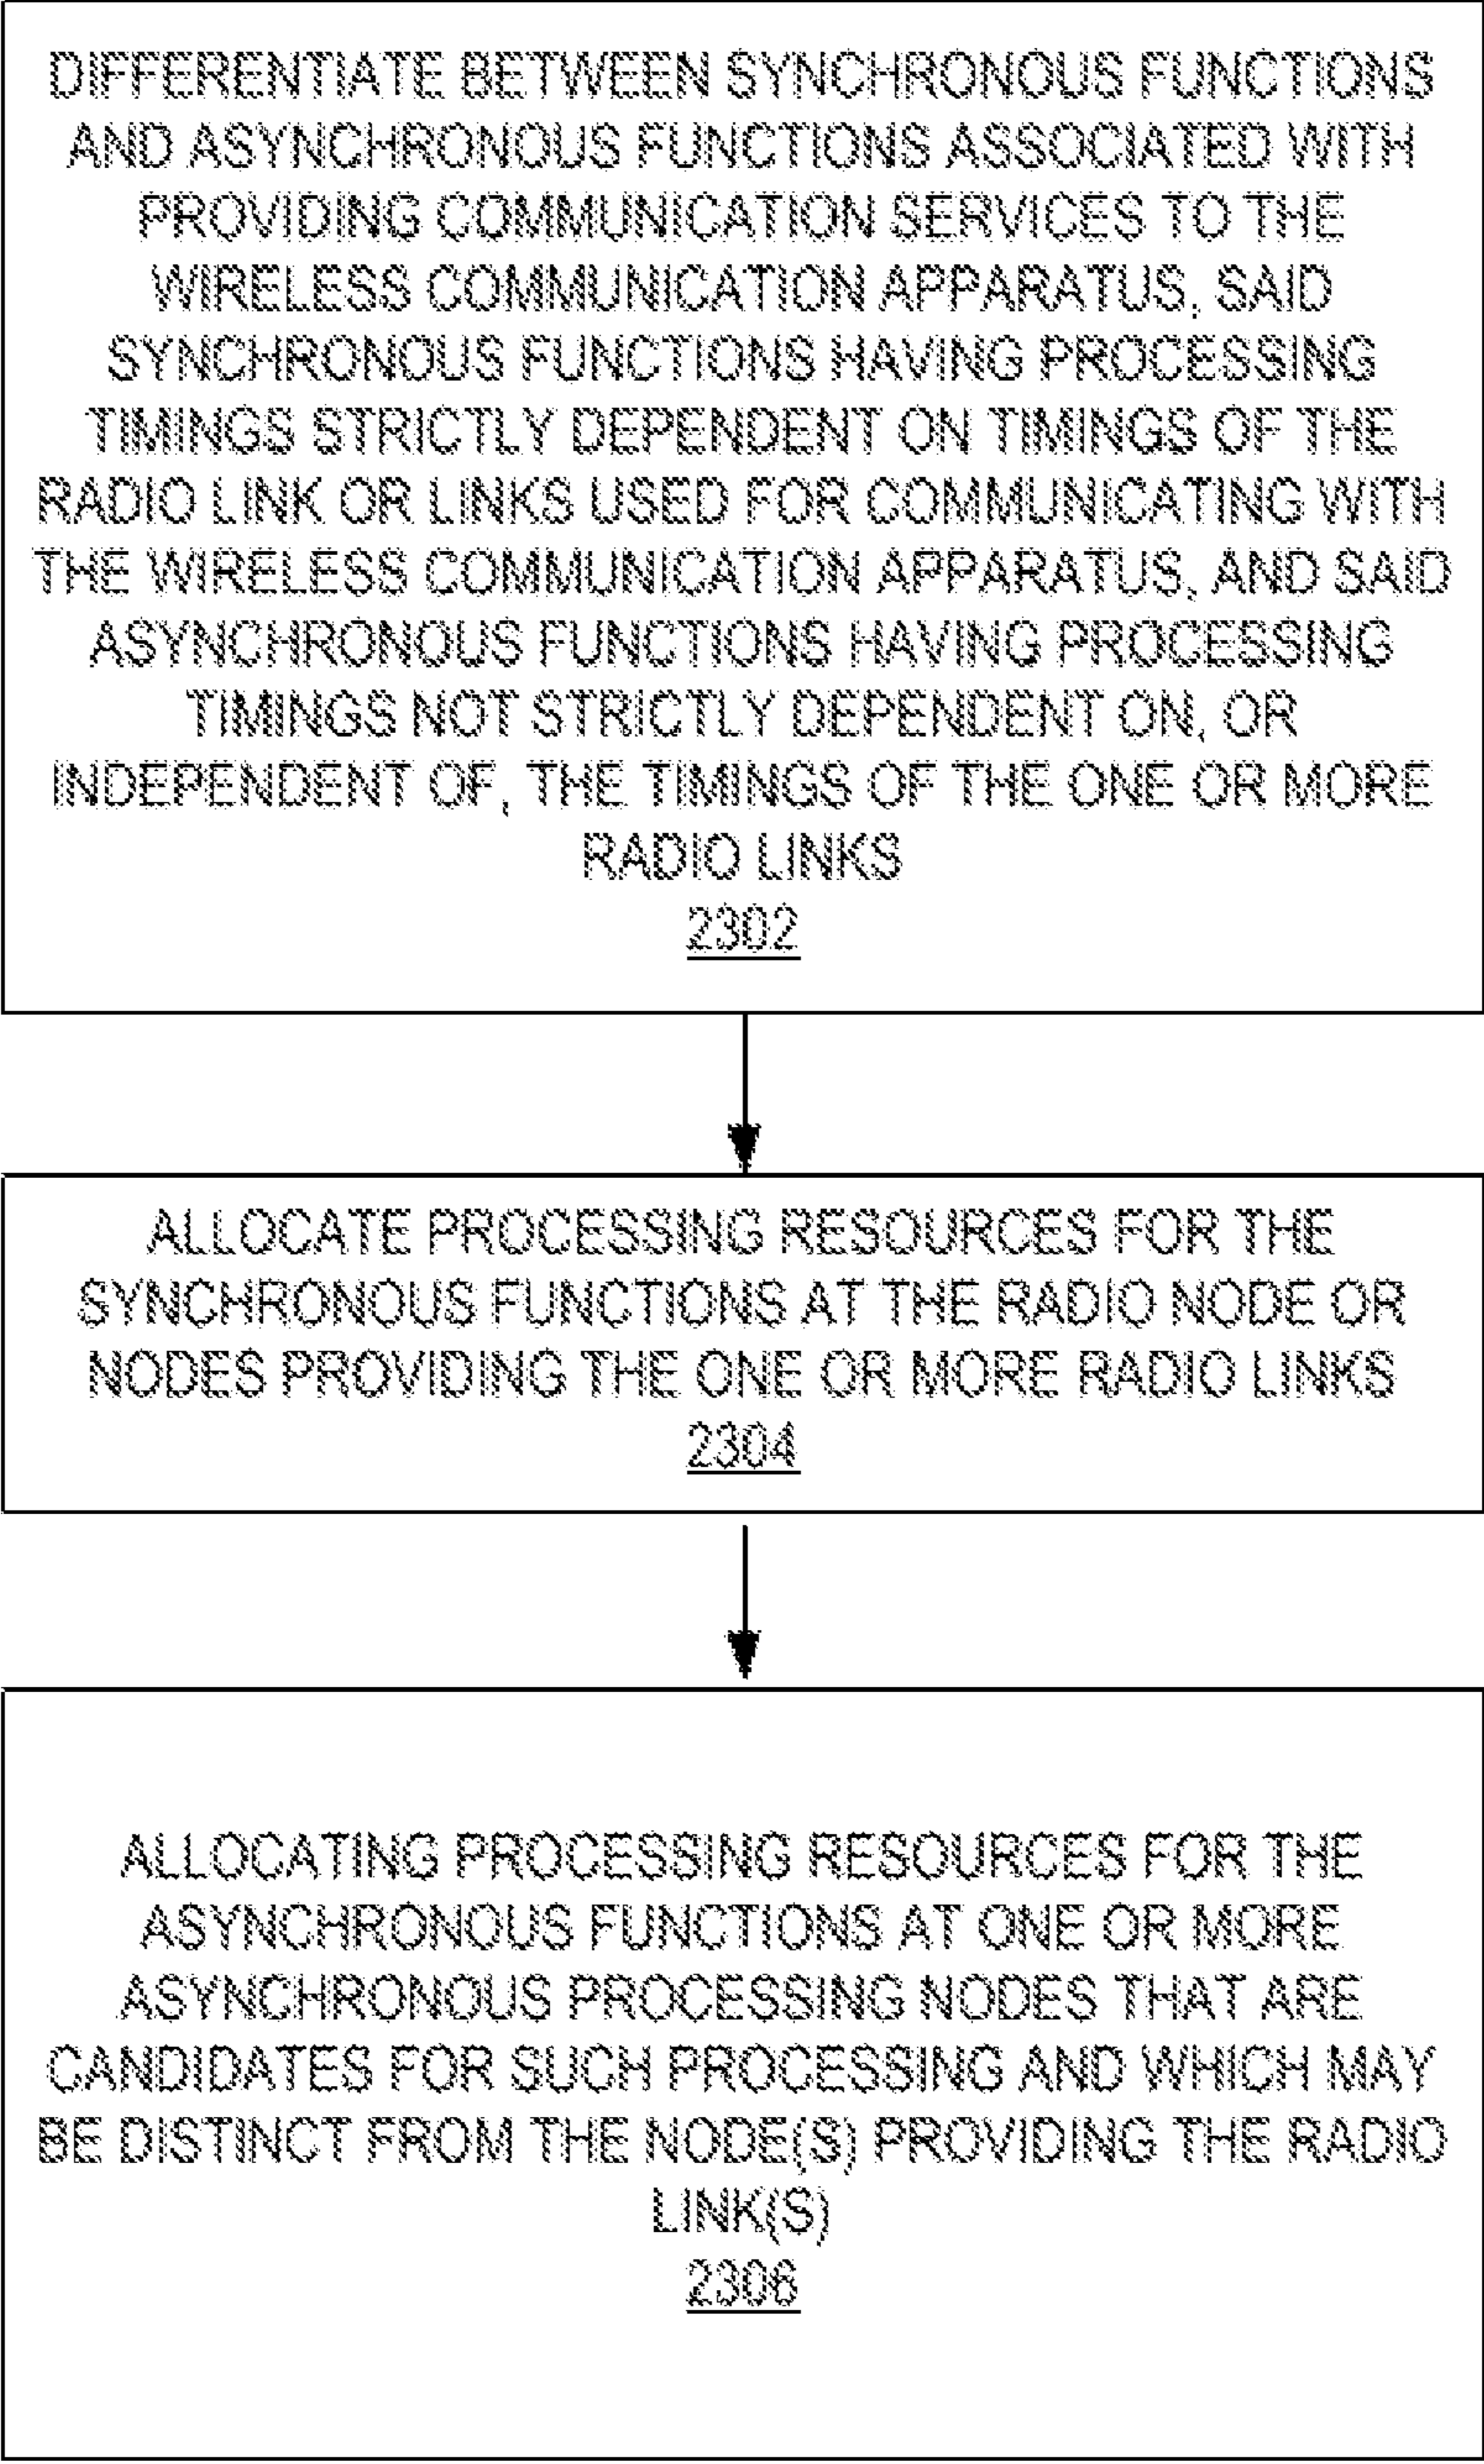 DIFFERENTIATE BETWEEN SYNCHRONOUS FUNCTIONS
AND ASYNCHRONOUS FUNCTIONS ASSOCIATED WITH
PROVIDING COMMUNICATION SERVICES TO THE
WIRELESS COMMUNICATION APPARATUS, SAID
SYNCHRONOUS FUNCTIONS HAVING PROCESSING
TIMINGS STRICTLY DEPENDENT ON TIMINGS OF THE
RADIO LINK OR LINKS USED FOR COMMUNICATING WITH
THE WIRELESS COMMUNICATION APPARATUS, AND SAID
ASYNCHRONOUS FUNCTIONS HAVING PROCESSING
TIMINGS NOT STRICTLY DEPENDENT ON, OR
INDEPENDENT OF, THE TIMINGS OF THE ONE OR MORE
RADIO LINKS
2302
ALLOCATE PROCESSING RESOURCES FOR THE
SYNCHRONOUS FUNCTIONS AT THE RADIO NODE OR
NODES PROVIDING THE ONE OR MORE RADIO LINKS
2304
ALLOCATING PROCESSING RESOURCES FOR THE
ASYNCHRONOUS FUNCTIONS AT ONE OR MORE
ASYNCHRONOUS PROCESSING NODES THAT ARE
CANDIDATES FOR SUCH PROCESSING AND WHICH MAY
BE DISTINCT FROM THE NODE(S) PROVIDING THE RADIO
LINK(S)
2306